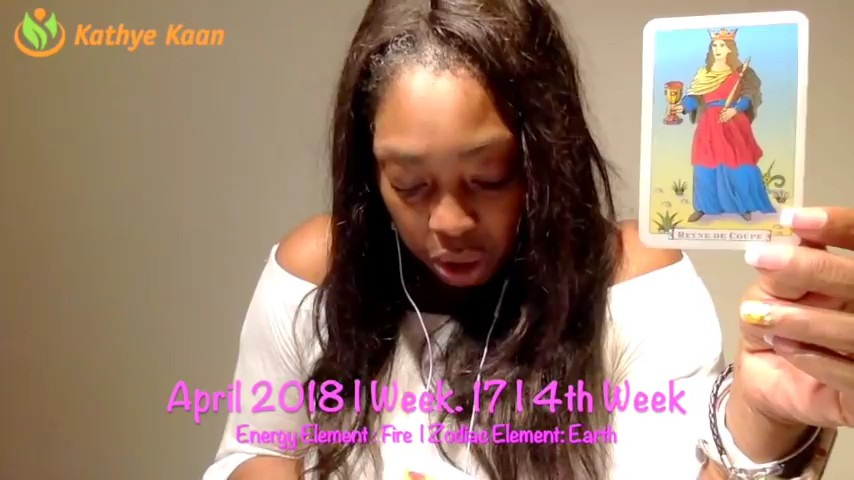 Kathye Kaan
REYNE DE COUPE
April 2018 | Week. 17 | 4th Week
Energy Element : Fire | Zodiac Element: Earth